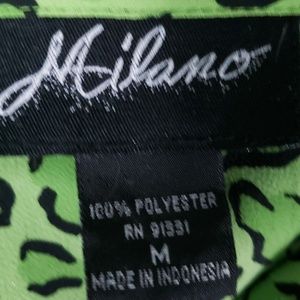 Milano
100% POLYESTER
RN 91331
M
MADE IN INDONESIA